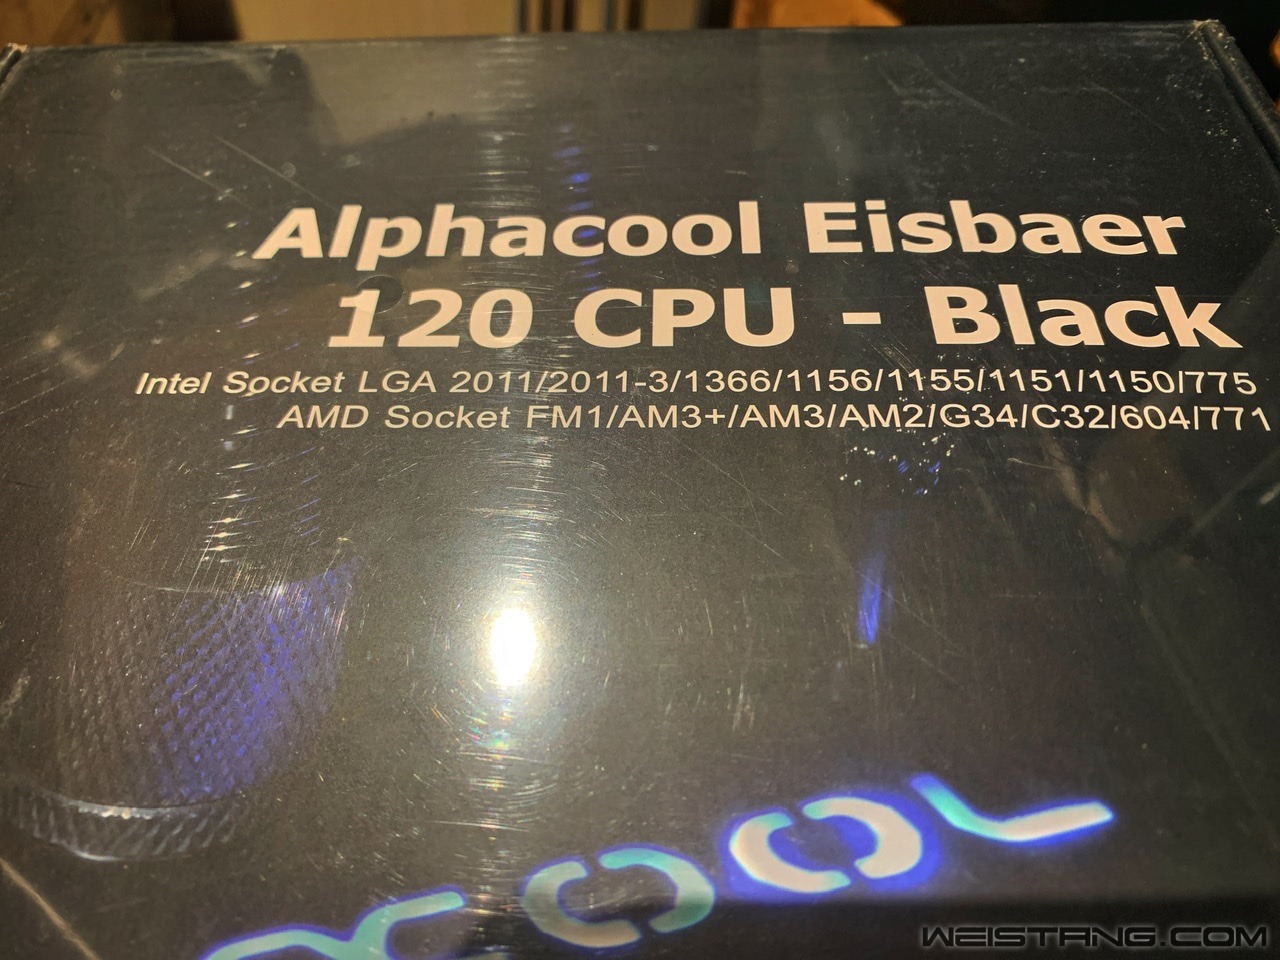 Alphacool Eisbaer
120 CPU - Black
Intel Socket LGA 2011/2011-3/1366/1156/1155/1151/1150/775
AMD Socket FM1/AM3+/AM3/AM2/G34/C32/604/771
COOL
WEISTANG.COM